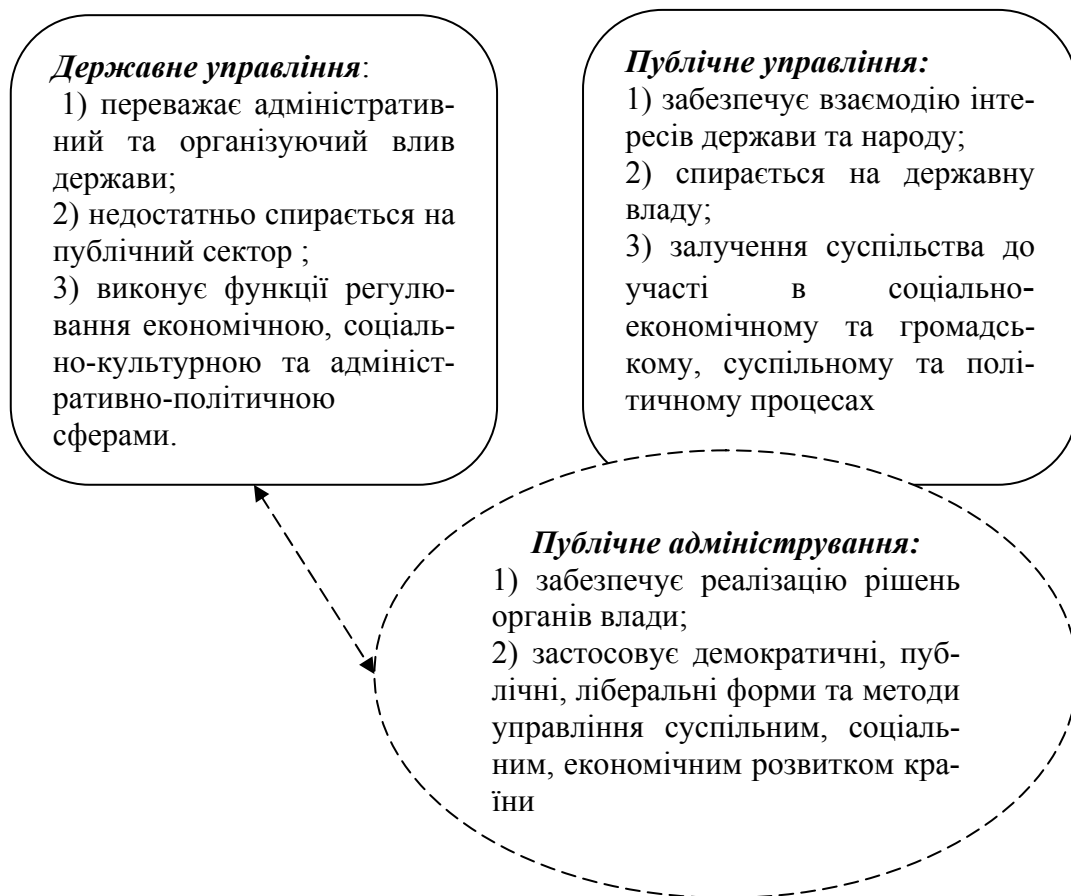 Державне управління:
1) переважає адміністратив-
ний та організуючий влив
держави;
2) недостатньо спирається на
публічний сектор ;
3) виконує функції регулю-
вання економічною, соціаль-
но-культурною та адмініст-
ративно-політичною
сферами.
Публічне управління:
1) забезпечує взаємодію інте-
ресів держави та народу;
2) спирається на державну
владу;
3) залучення суспільства до
участі в соціально-
економічному та громадсь-
кому, суспільному та полі-
тичному процесах
Публічне адміністрування:
1) забезпечує реалізацію рішень
органів влади;
2) застосовує демократичні, пуб-
лічні, ліберальні форми та методи
управління суспільним, соціаль-
ним, економічним розвитком кра-
їни